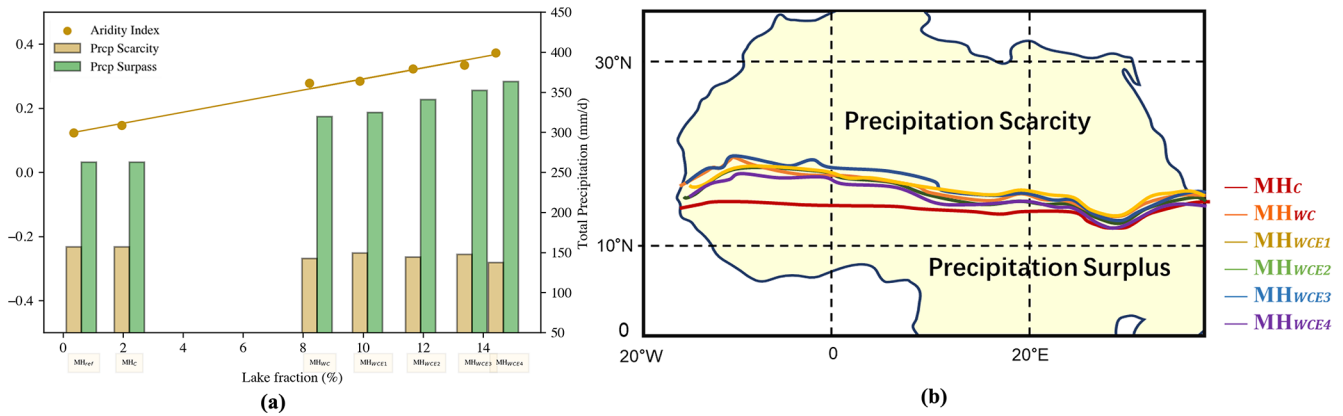 Aridity Index
Prcp Scarcity
Prcp Surpass
0.4
0.2
0.0
−0.2
−0.4
450
400
350
300
250
200
150
100
50
Total Precipitation (mm/d)
0 2 4 6 8 10 12 14
MHref MHC MHWC MHWCE1 MHWCE2 MHWCE3 MHWCE4
Lake fraction (%)
(a)
30°N
10°N
0
20°W 0 20°E
Precipitation Scarcity
Precipitation Surplus
MHC
MHWC
MHWCE1
MHWCE2
MHWCE3
MHWCE4
(b)